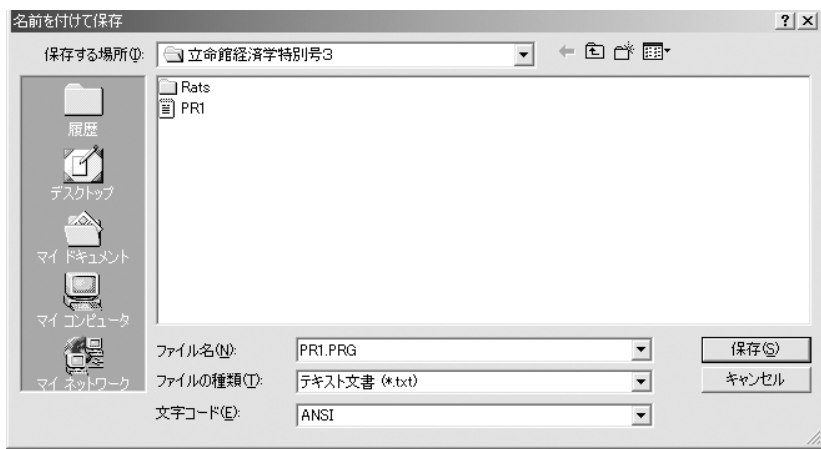 名前を付けて保存
保存する場所(I):
立命館経済学特別号3
Rats
PR1
履歴
デスクトップ
マイ ドキュメント
マイ コンピュータ
マイ ネットワーク
ファイル名(N):
PR1.PRG
保存(S)
ファイルの種類(T):
テキスト文書 (*.txt)
キャンセル
文字コード(E):
ANSI